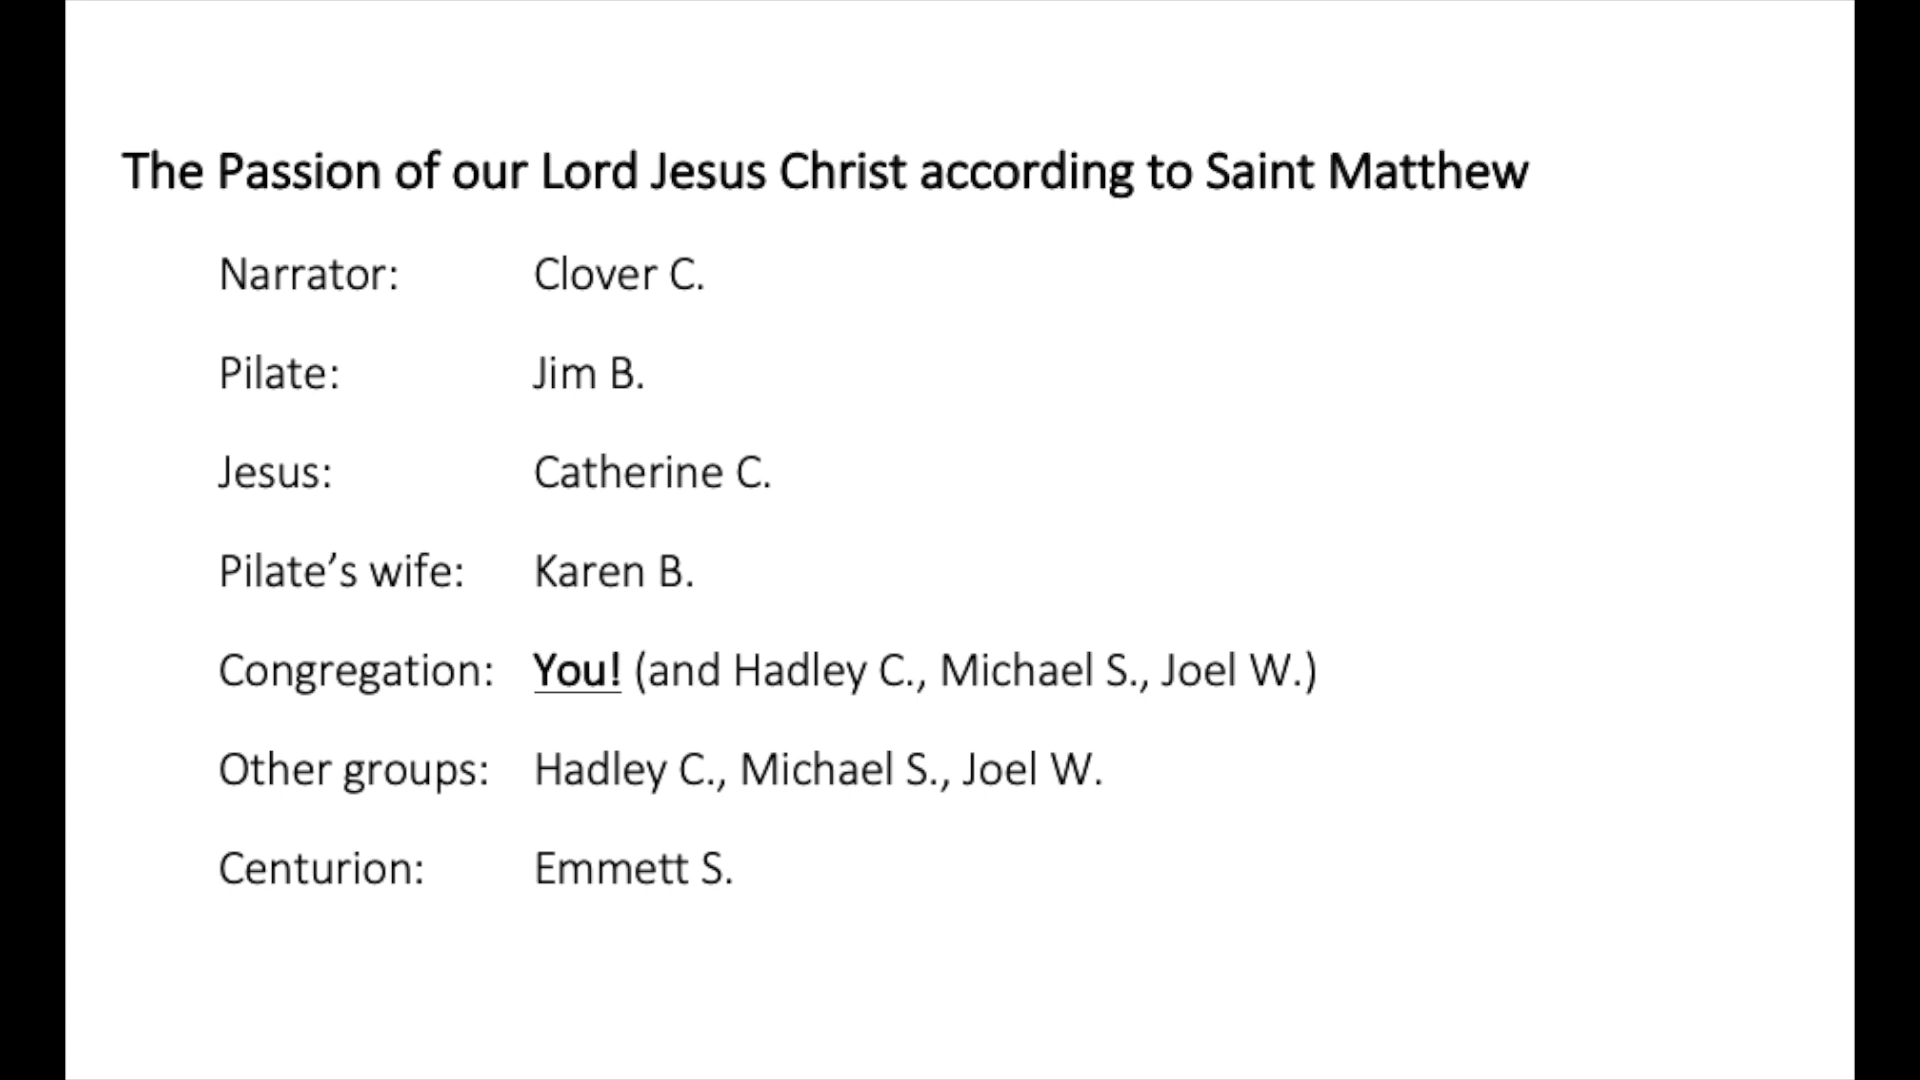 The Passion of our Lord Jesus Christ according to Saint Matthew
Narrator: Clover C.
Pilate: Jim B.
Jesus: Catherine C.
Pilate’s wife: Karen B.
Congregation: You! (and Hadley C., Michael S., Joel W.)
Other groups: Hadley C., Michael S., Joel W.
Centurion: Emmett S.